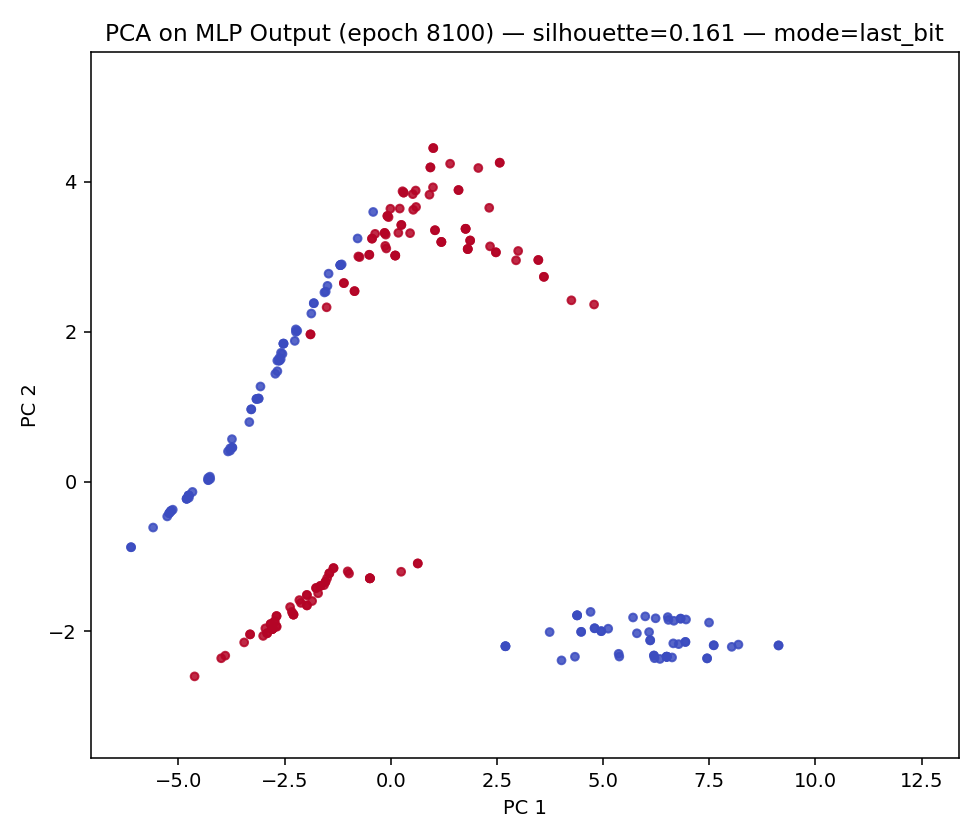 PCA on MLP Output (epoch 8100) — silhouette=0.161 — mode=last_bit
4
2
0
−2
PC 2
−5.0 −2.5 0.0 2.5 5.0 7.5 10.0 12.5
PC 1